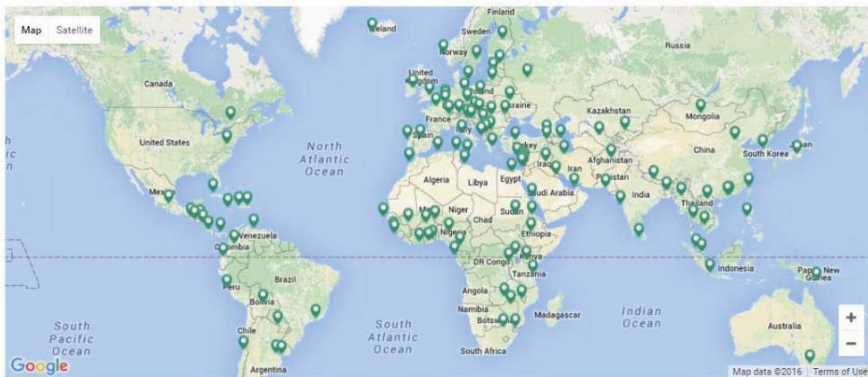 Map Satellite
Iceland
Finland
Sweden
Norway
Russia
Canada
United
Kingdom
Poland
Ukraine
France
Kazakhstan
Mongolia
Italy
Spain
United States
North
Atlantic
Ocean
Turkey
Afghanistan
China
South Korea
Iraq
Iran
Pakistan
Algeria
Libya
Egypt
Saudi Arabia
India
Mexico
Mali
Niger
Chad
Sudan
Thailand
Nigeria
Ethiopia
Venezuela
Colombia
Kenya
DR Congo
Indonesia
Papua New
Guinea
Tanzania
Peru
Brazil
Bolivia
Angola
Namibia
Botswana
Madagascar
Indian
Ocean
Australia
South
Pacific
Ocean
Chile
South
Atlantic
Ocean
South Africa
Argentina
Google
+
−
Map data ©2016 Terms of Use